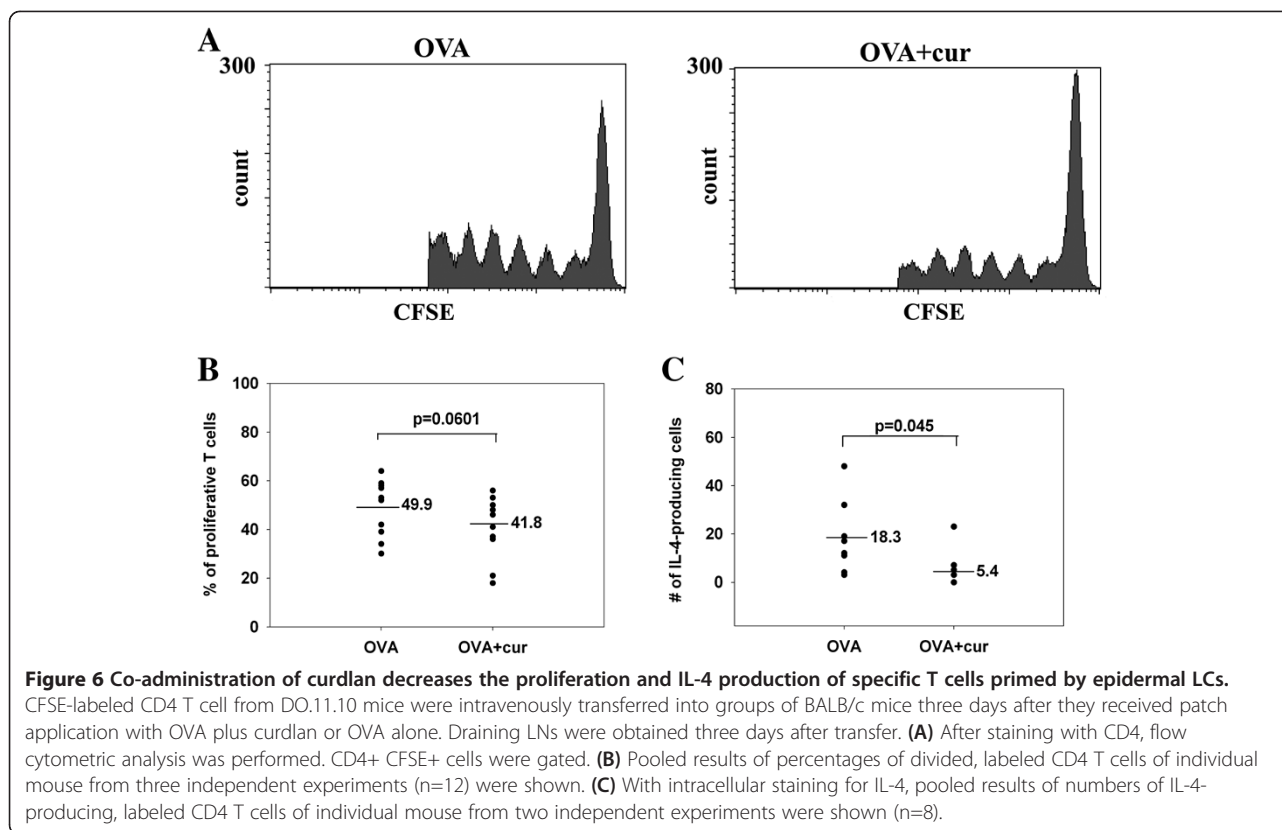 A
OVA
OVA+cur
300
300
count
count
CFSE
CFSE
B
C
100
80
60
40
20
0
% of proliferative T cells
p=0.0601
49.9
41.8
OVA
OVA+cur
80
60
40
20
0
# of IL-4-producing cells
p=0.045
18.3
5.4
OVA
OVA+cur
Figure 6 Co-administration of curdlan decreases the proliferation and IL-4 production of specific T cells primed by epidermal LCs.
CFSE-labeled CD4 T cell from DO.11.10 mice were intravenously transferred into groups of BALB/c mice three days after they received patch
application with OVA plus curdlan or OVA alone. Draining LNs were obtained three days after transfer. (A) After staining with CD4, flow
cytometric analysis was performed. CD4+ CFSE+ cells were gated. (B) Pooled results of percentages of divided, labeled CD4 T cells of individual
mouse from three independent experiments (n=12) were shown. (C) With intracellular staining for IL-4, pooled results of numbers of IL-4-
producing, labeled CD4 T cells of individual mouse from two independent experiments were shown (n=8).